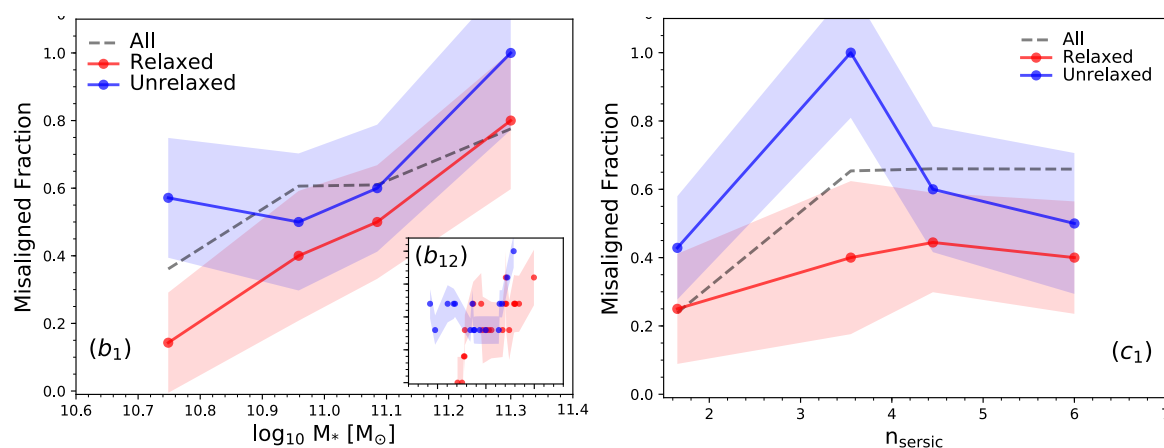 All
Relaxed
Unrelaxed
Misaligned Fraction
1.0
0.8
0.6
0.4
0.2
0.0
(b₁)
(b₁₂)
10.6 10.7 10.8 10.9 11.0 11.1 11.2 11.3 11.4
log₁₀ M* [M⊙]
All
Relaxed
Unrelaxed
Misaligned Fraction
1.0
0.8
0.6
0.4
0.2
0.0
(c₁)
2 3 4 5 6
n_sersic